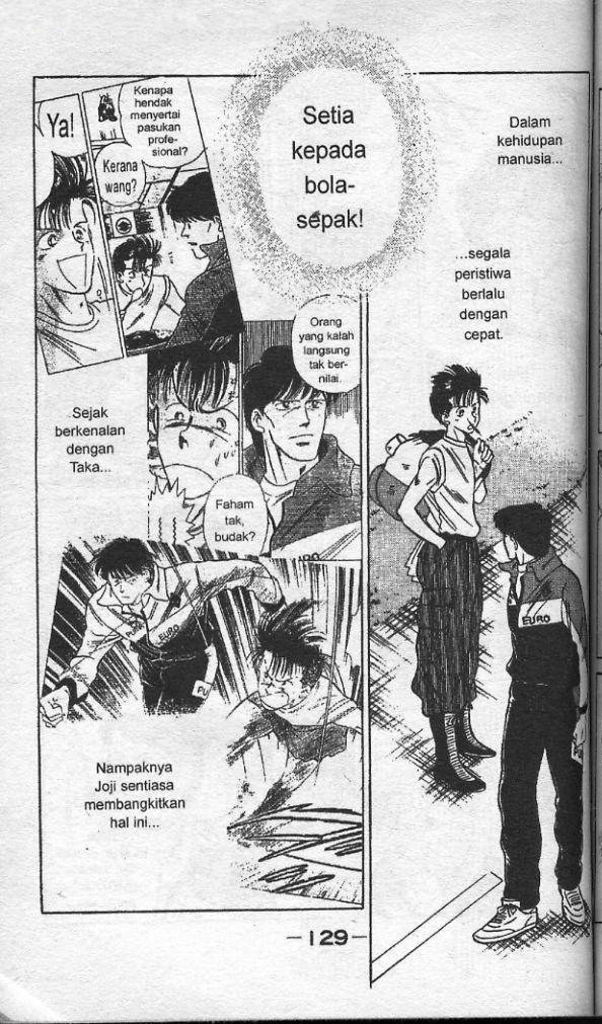 Dalam
kehidupan
manusia...
...segala
peristiwa
berlalu
dengan
cepat.
Setia
kepada
bola-
sepak!
Kenapa
hendak
menyertai
pasukan
profe-
sional?
Kerana
wang?
Ya!
Orang
yang kalah
langsung
tak ber-
nilai.
Faham
tak,
budak?
Sejak
berkenalan
dengan
Taka...
EURO
PU
Nampaknya
Joji sentiasa
membangkitkan
hal ini...
EURO
–129–